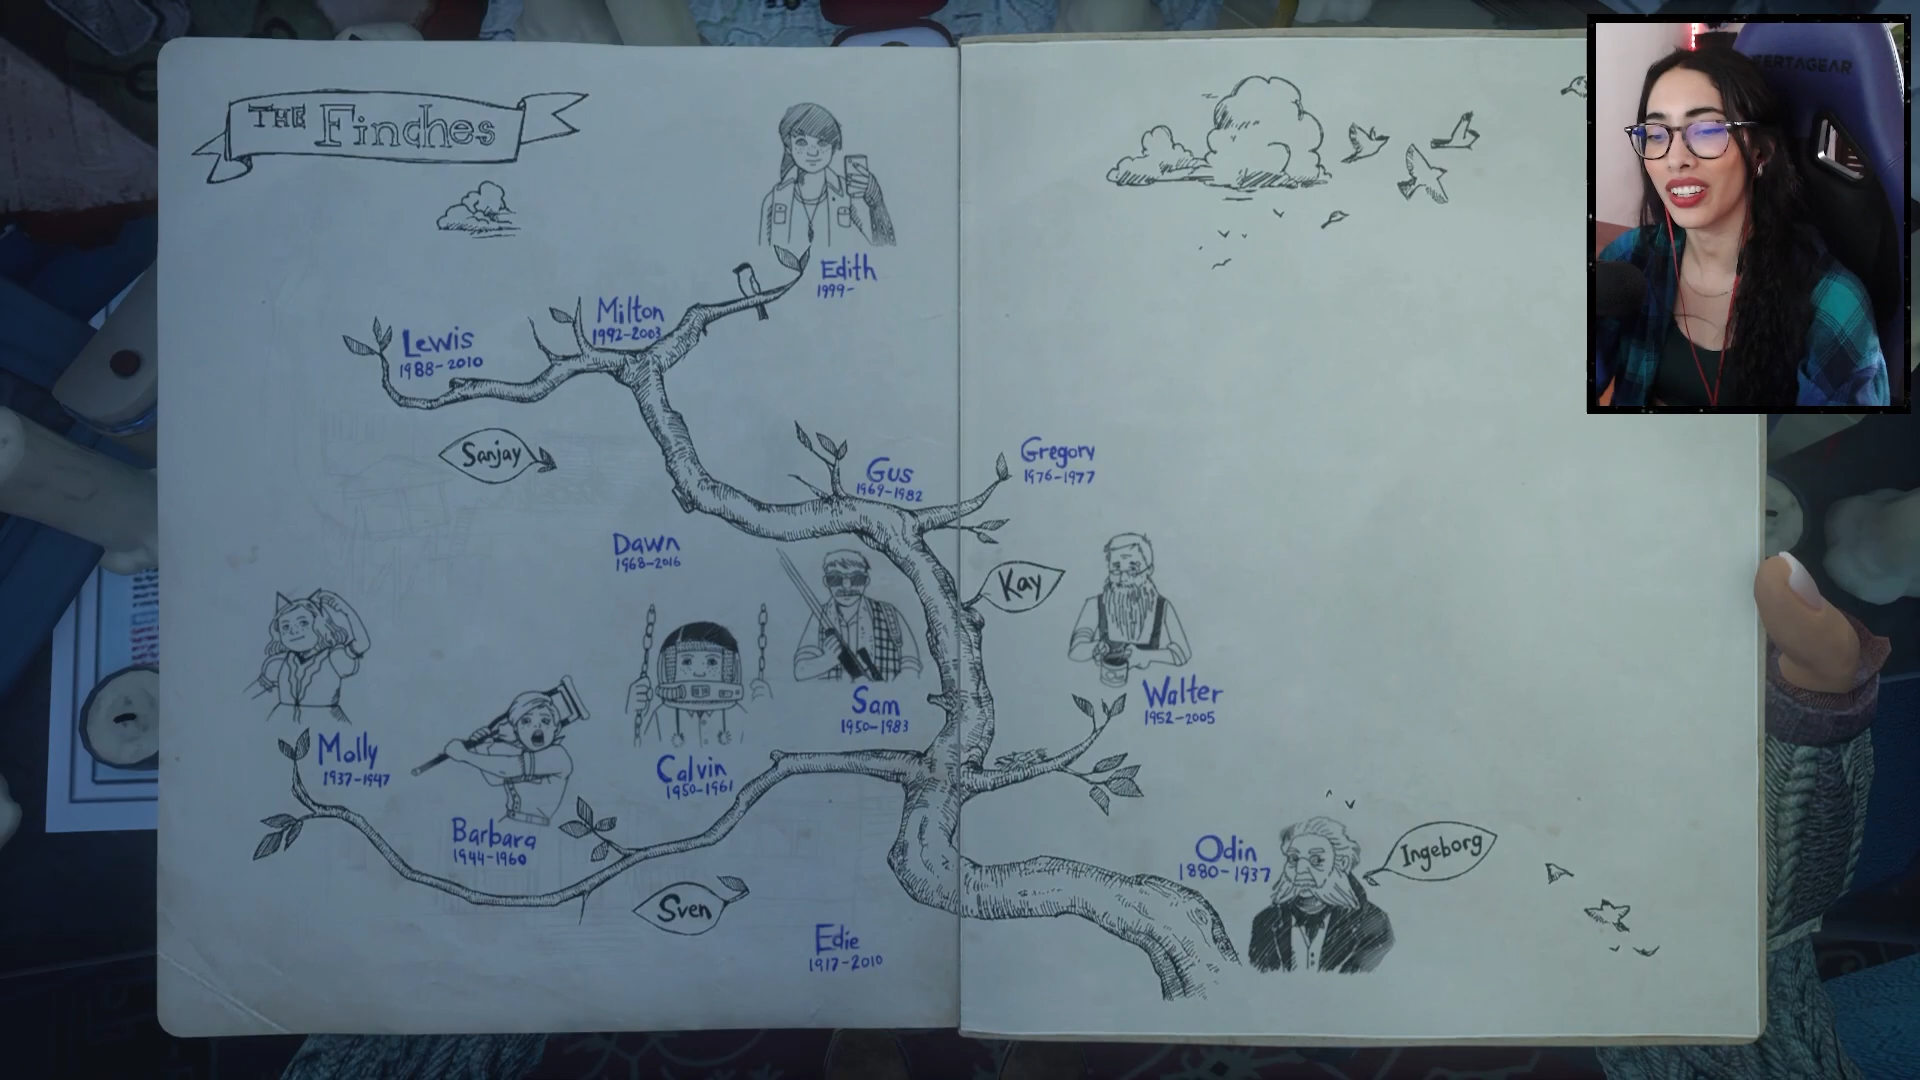 THE Finches
Edith
1999-
Milton
1992-2003
Lewis
1988-2010
Sanjay
Gus
1969-1982
Gregory
1976-1977
Dawn
1968-2016
Kay
Sam
1950-1983
Walter
1952-2005
Molly
1937-1947
Calvin
1950-1961
Barbara
1944-1960
Odin
1880-1937
Ingeborg
Sven
Edie
1917-2010